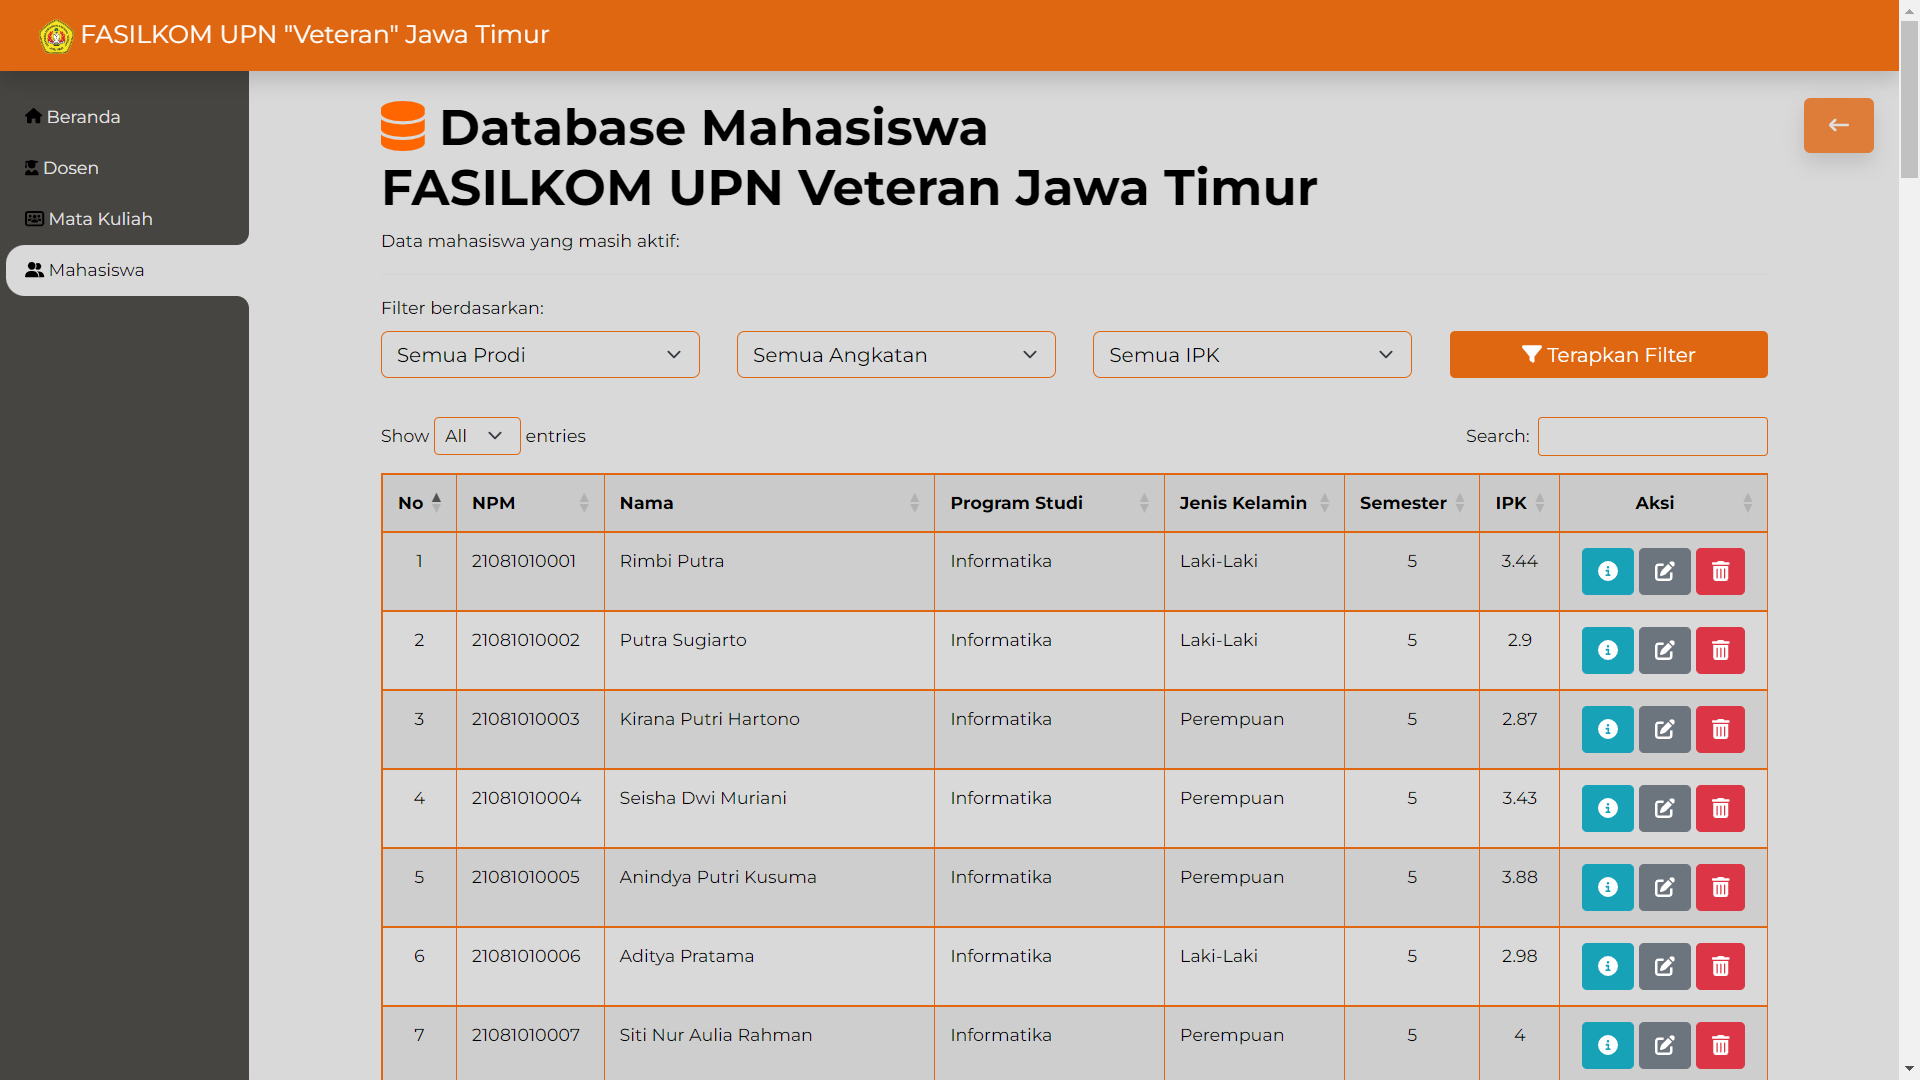 FASILKOM UPN "Veteran" Jawa Timur
Beranda
Dosen
Mata Kuliah
Mahasiswa
Database Mahasiswa
FASILKOM UPN Veteran Jawa Timur
Data mahasiswa yang masih aktif:
Filter berdasarkan:
Semua Prodi Semua Angkatan Semua IPK Terapkan Filter
Show All entries Search:
No NPM Nama Program Studi Jenis Kelamin Semester IPK Aksi
1 21081010001 Rimbi Putra Informatika Laki-Laki 5 3.44
2 21081010002 Putra Sugiarto Informatika Laki-Laki 5 2.9
3 21081010003 Kirana Putri Hartono Informatika Perempuan 5 2.87
4 21081010004 Seisha Dwi Muriani Informatika Perempuan 5 3.43
5 21081010005 Anindya Putri Kusuma Informatika Perempuan 5 3.88
6 21081010006 Aditya Pratama Informatika Laki-Laki 5 2.98
7 21081010007 Siti Nur Aulia Rahman Informatika Perempuan 5 4